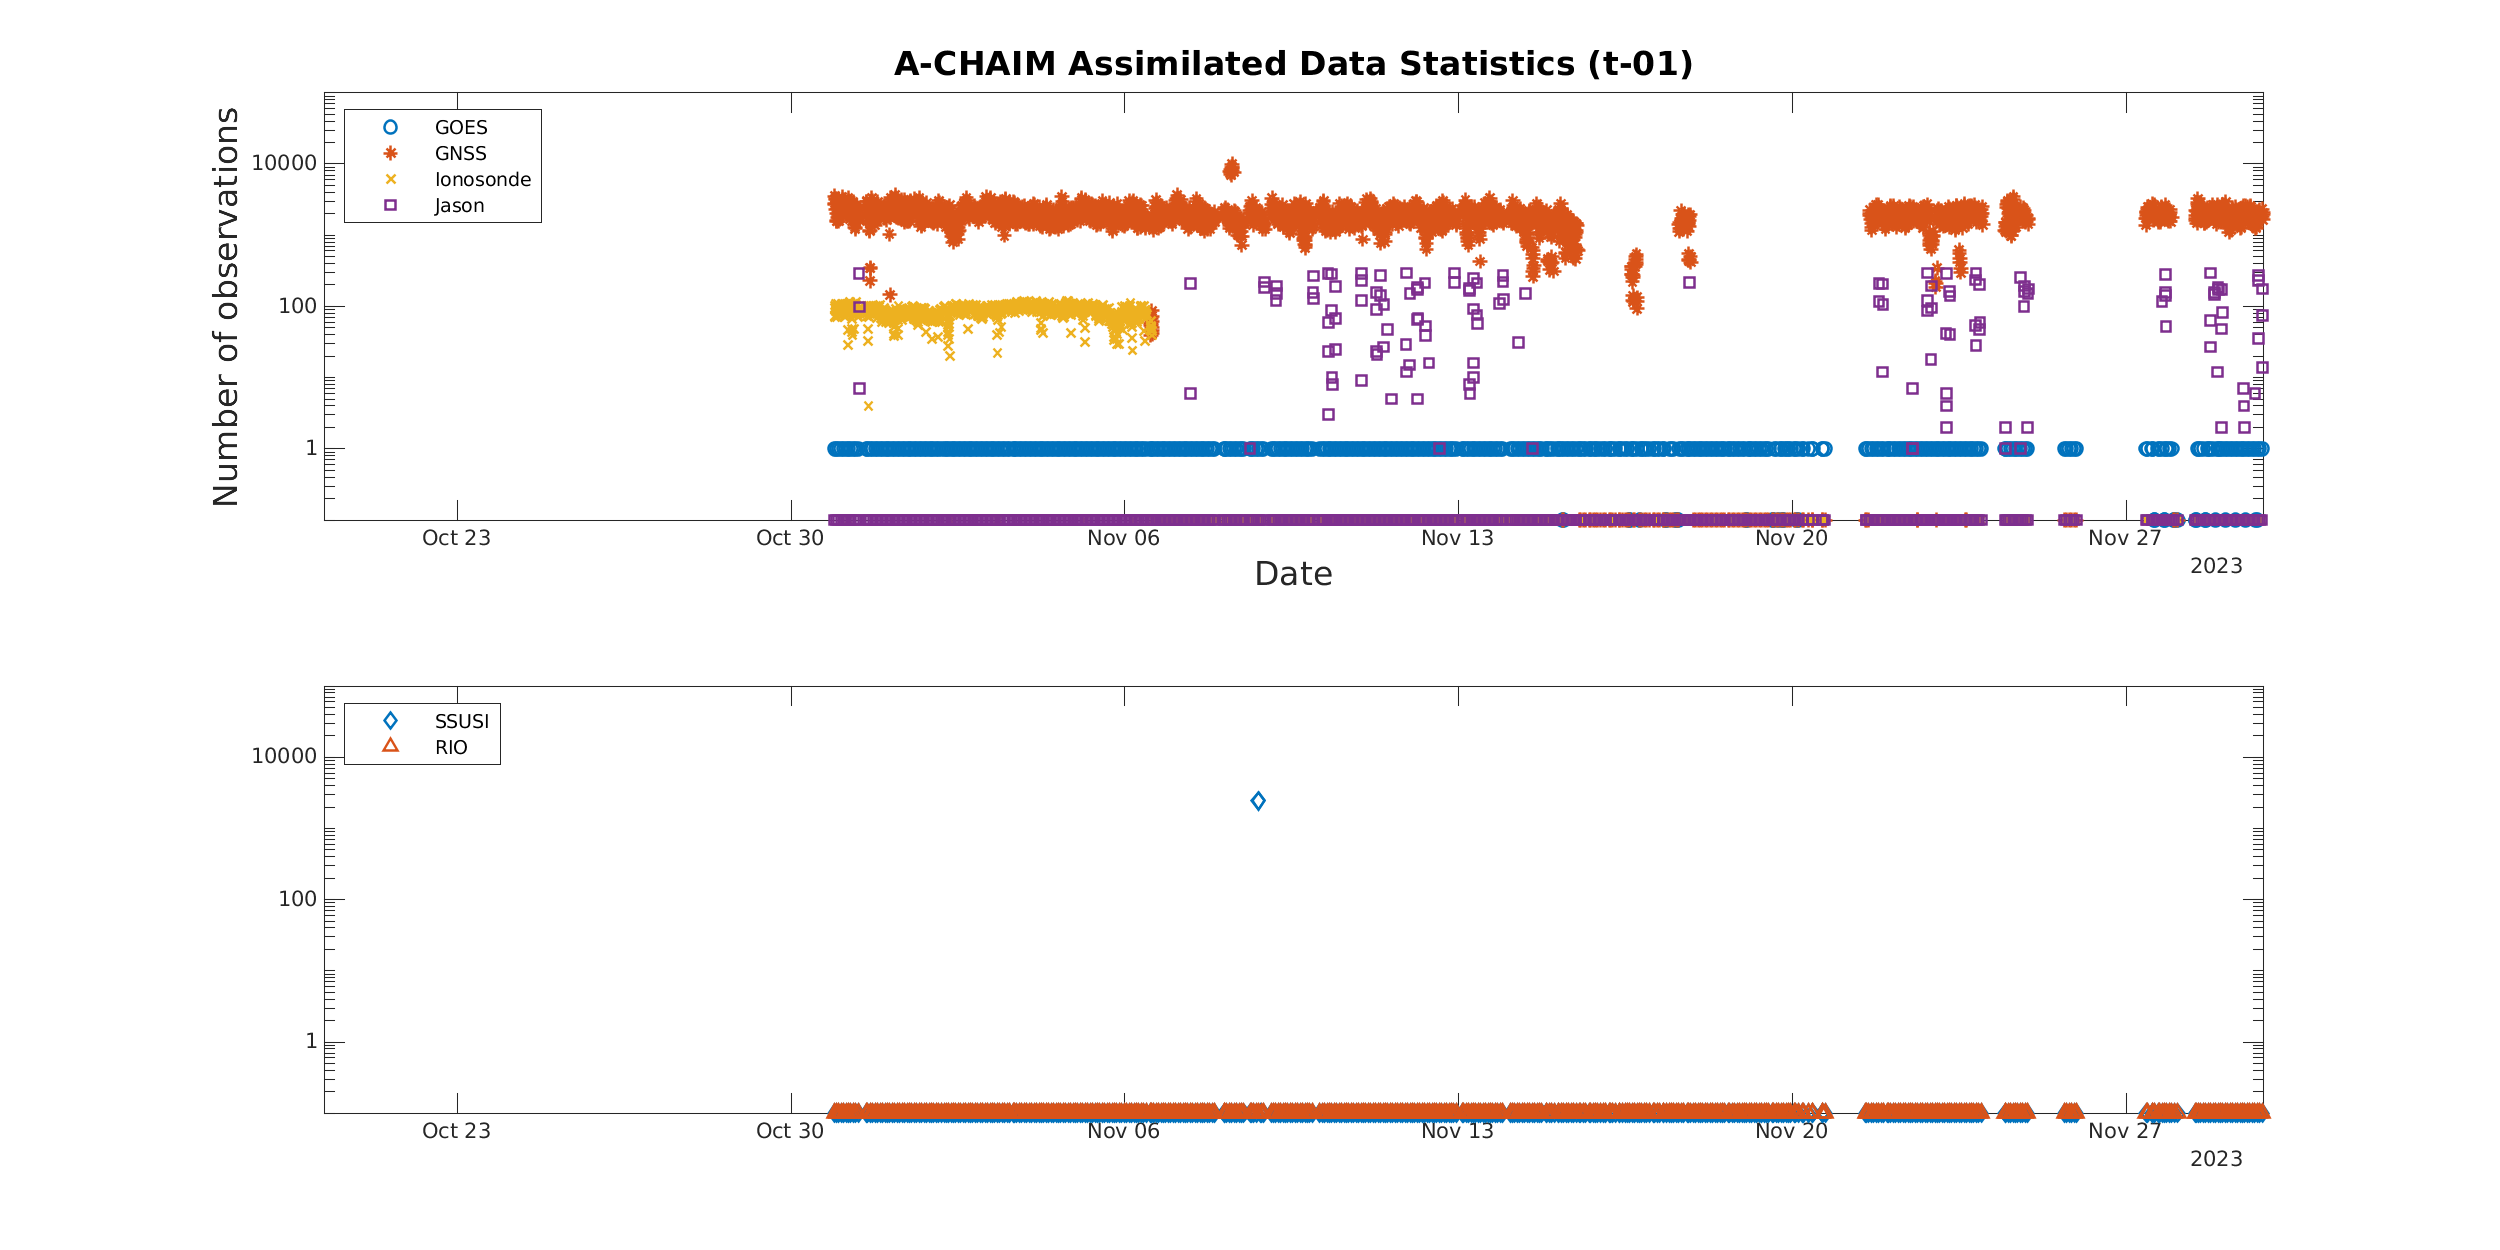 A-CHAIM Assimilated Data Statistics (t-01)
Number of observations
GOES
GNSS
Ionosonde
Jason
10000
100
1
Oct 23 Oct 30 Nov 06 Nov 13 Nov 20 Nov 27
2023
Date
SSUSI
RIO
10000
100
1
Oct 23 Oct 30 Nov 06 Nov 13 Nov 20 Nov 27
2023